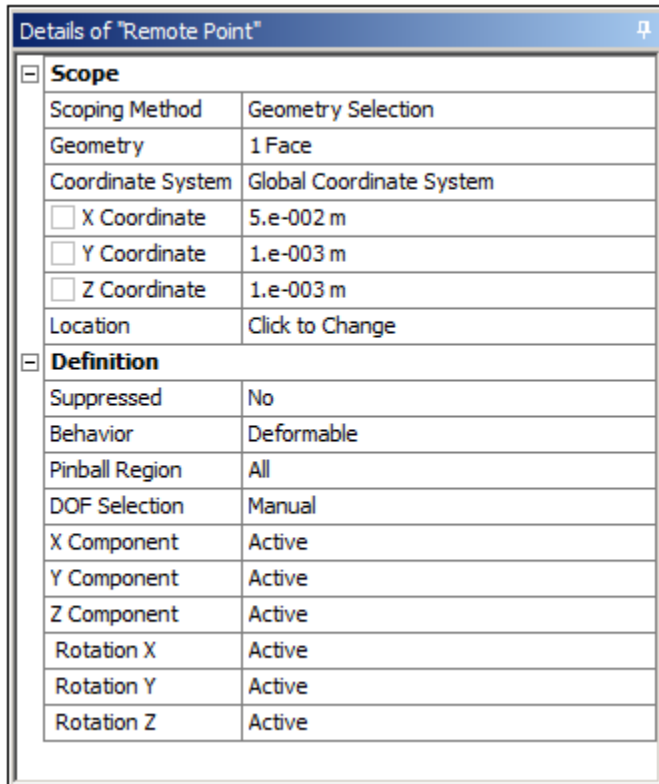 Details of "Remote Point"
Scope
Scoping Method Geometry Selection
Geometry 1 Face
Coordinate System Global Coordinate System
X Coordinate 5.e-002 m
Y Coordinate 1.e-003 m
Z Coordinate 1.e-003 m
Location Click to Change
Definition
Suppressed No
Behavior Deformable
Pinball Region All
DOF Selection Manual
X Component Active
Y Component Active
Z Component Active
Rotation X Active
Rotation Y Active
Rotation Z Active